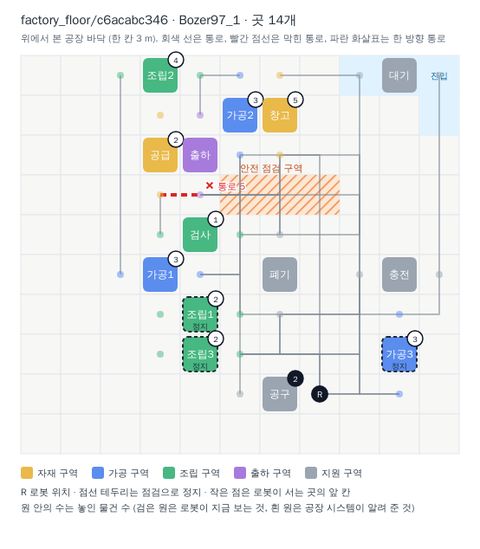 factory_floor/c6acabc346 · Bozer97_1 · 곳 14개
위에서 본 공장 바닥 (한 칸 3 m). 회색 선은 통로, 빨간 점선은 막힌 통로, 파란 화살표는 한 방향 통로
4
조립2
대기
진입
3
5
가공2
창고
2
공급
출하
안전 점검 구역
✕ 통로5
1
검사
3
가공1
폐기
충전
2
조립1
정지
2
3
조립3
정지
가공3
정지
2
공구
R
자재 구역
가공 구역
조립 구역
출하 구역
지원 구역
R 로봇 위치 · 점선 테두리는 점검으로 정지 · 작은 점은 로봇이 서는 곳의 앞 칸
원 안의 수는 놓인 물건 수 (검은 원은 로봇이 지금 보는 것, 흰 원은 공장 시스템이 알려 준 것)